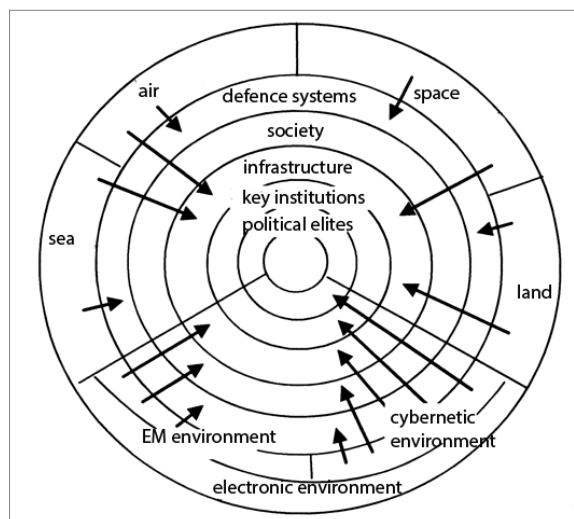 air
space
defence systems
society
infrastructure
key institutions
political elites
sea
land
cybernetic
environment
EM environment
electronic environment